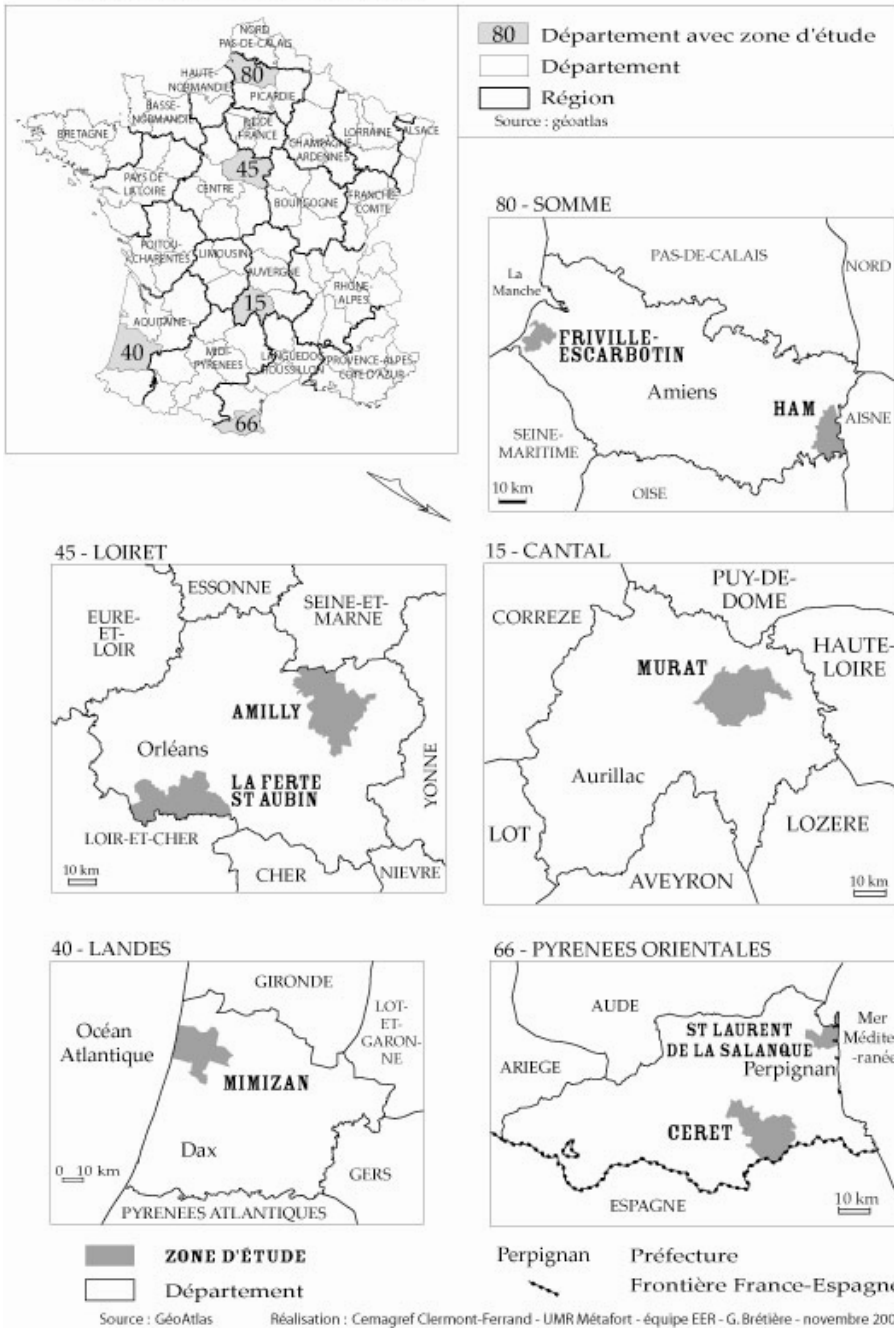 NORD
PAS-DE-CALAIS
80
HAUTE-
NORMANDIE
PICARDIE
BASSE-
NORMANDIE
ILE DE
FRANCE
BRETAGNE
LORRAINE
ALSACE
CHAMPAGNE-
ARDENNES
45
PAYS DE
LA LOIRE
CENTRE
BOURGOGNE
FRANCHE-
COMTE
POITOU-
CHARENTES
LIMOUSIN
AUVERGNE
RHONE-
ALPES
15
AQUITAINE
40
MIDI-
PYRENEES
LANGUEDOC
ROUSSILLON
PROVENCE-ALPES-
COTE D'AZUR
66
80 Département avec zone d'étude
Département
Région
Source : géoatlas
80 - SOMME
PAS-DE-CALAIS
NORD
La
Manche
FRIVILLE-
ESCARBOTIN
Amiens
HAM
AISNE
SEINE-
MARITIME
OISE
10 km
45 - LOIRET
ESSONNE
SEINE-ET-
MARNE
EURE-
ET-
LOIR
AMILLY
Orléans
LA FERTE
ST AUBIN
YONNE
LOIR-ET-CHER
CHER
NIEVRE
10 km
15 - CANTAL
PUY-DE-
DOME
CORREZE
HAUTE-
LOIRE
MURAT
Aurillac
LOT
LOZERE
AVEYRON
10 km
40 - LANDES
GIRONDE
LOT-
ET-
GARON-
NE
Océan
Atlantique
MIMIZAN
Dax
GERS
0 10 km
PYRENEES ATLANTIQUES
66 - PYRENEES ORIENTALES
AUDE
ST LAURENT
DE LA SALANQUE
Mer
Médite
-ranée
ARIEGE
Perpignan
CERET
ESPAGNE
10 km
ZONE D'ÉTUDE
Département
Perpignan Préfecture
Frontière France-Espagne
Source : GéoAtlas Réalisation : Cemagref Clermont-Ferrand - UMR Métafort - équipe EER - G. Brétière - novembre 200